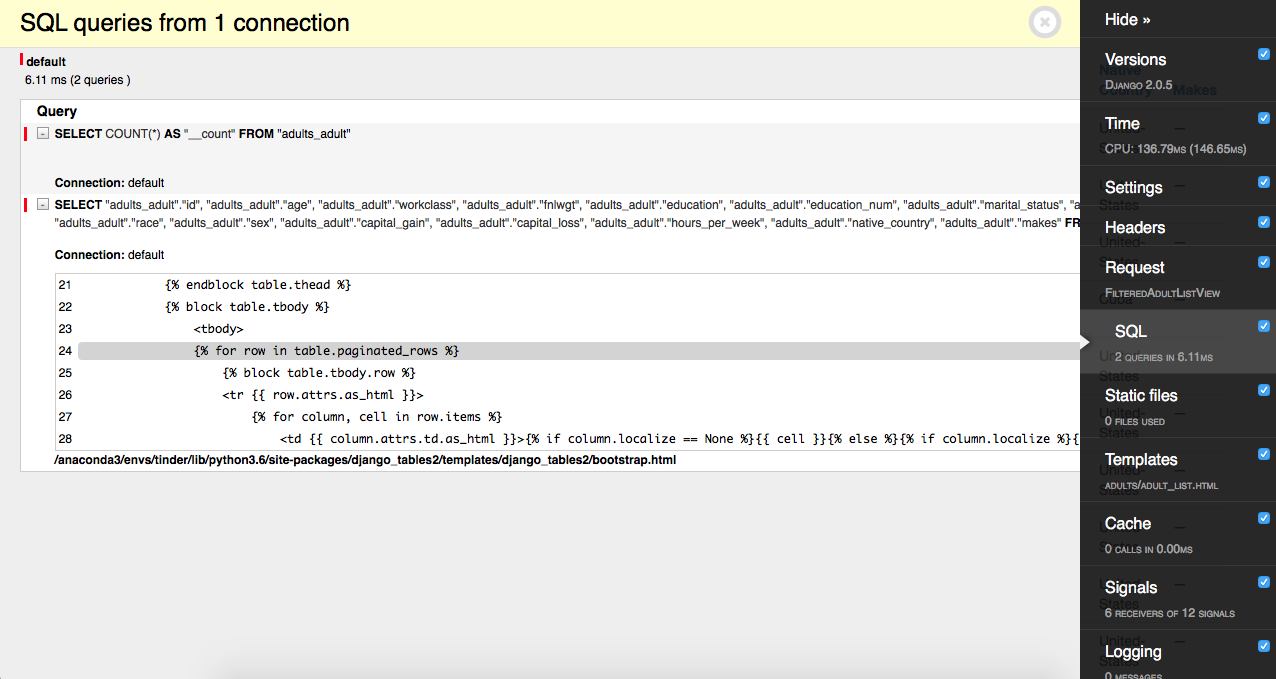 SQL queries from 1 connection
default
6.11 ms (2 queries )
Query
- SELECT COUNT(*) AS "__count" FROM "adults_adult"
Connection: default
- SELECT "adults_adult"."id", "adults_adult"."age", "adults_adult"."workclass", "adults_adult"."fnlwgt", "adults_adult"."education", "adults_adult"."education_num", "adults_adult"."marital_status", "a
"adults_adult"."race", "adults_adult"."sex", "adults_adult"."capital_gain", "adults_adult"."capital_loss", "adults_adult"."hours_per_week", "adults_adult"."native_country", "adults_adult"."makes" FR
Connection: default
21 {% endblock table.thead %}
22 {% block table.tbody %}
23 <tbody>
24 {% for row in table.paginated_rows %}
25 {% block table.tbody.row %}
26 <tr {{ row.attrs.as_html }}>
27 {% for column, cell in row.items %}
28 <td {{ column.attrs.td.as_html }}>{% if column.localize == None %}{{ cell }}{% else %}{% if column.localize %}{
/anaconda3/envs/tinder/lib/python3.6/site-packages/django_tables2/templates/django_tables2/bootstrap.html
Hide »
Versions
Django 2.0.5
Time
CPU: 136.79ms (146.65ms)
Settings
Headers
Request
FilteredAdultListView
SQL
2 queries in 6.11ms
Static files
0 files used
Templates
adults/adult_list.html
Cache
0 calls in 0.00ms
Signals
6 receivers of 12 signals
Logging
0 messages